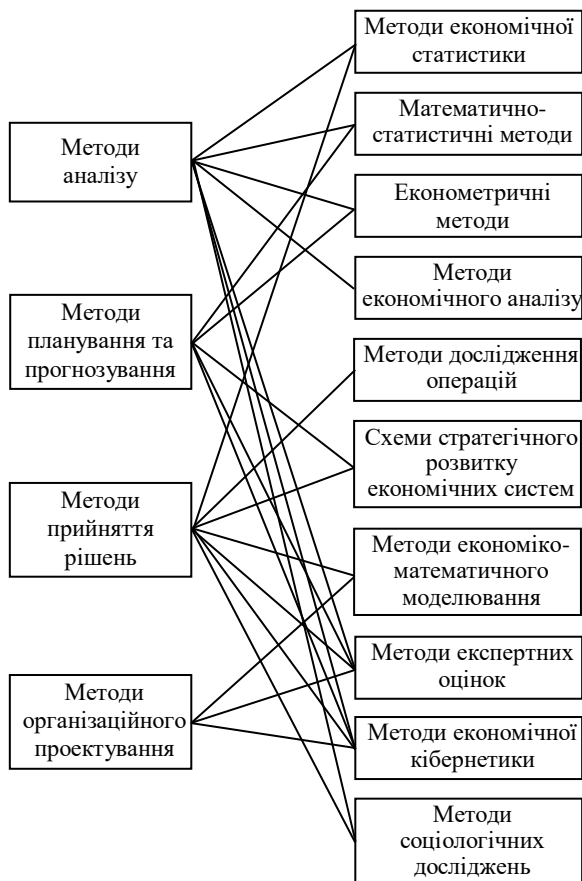 Методи
аналізу
Методи
планування та
прогнозування
Методи
прийняття
рішень
Методи
організаційного
проектування
Методи економічної
статистики
Математично-
статистичні методи
Економетричні
методи
Методи
економічного аналізу
Методи дослідження
операцій
Схеми стратегічного
розвитку
економічних систем
Методи економіко-
математичного
моделювання
Методи експертних
оцінок
Методи економічної
кібернетики
Методи
соціологічних
досліджень